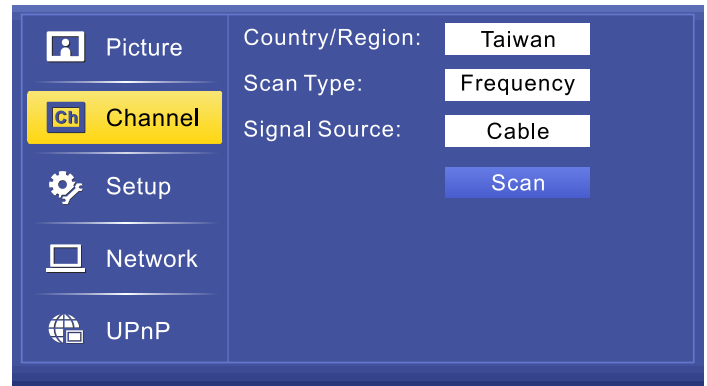 Picture
Ch Channel
Setup
Network
UPnP
Country/Region: Taiwan
Scan Type: Frequency
Signal Source: Cable
Scan